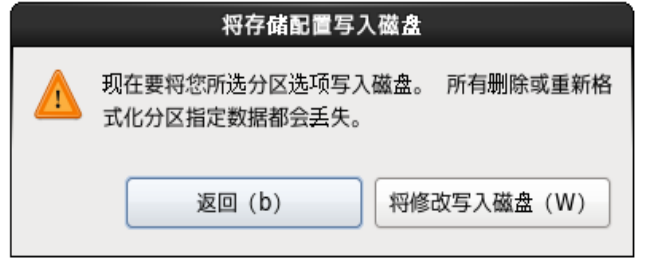 将存储配置写入磁盘
现在要将您所选分区选项写入磁盘。 所有删除或重新格
式化分区指定数据都会丢失。
返回（b）
将修改写入磁盘（W）